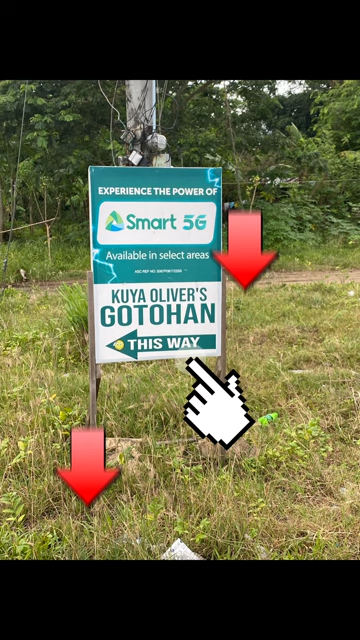 EXPERIENCE THE POWER OF
Smart 5G
Available in select areas
KUYA OLIVER'S
GOTOHAN
THIS WAY